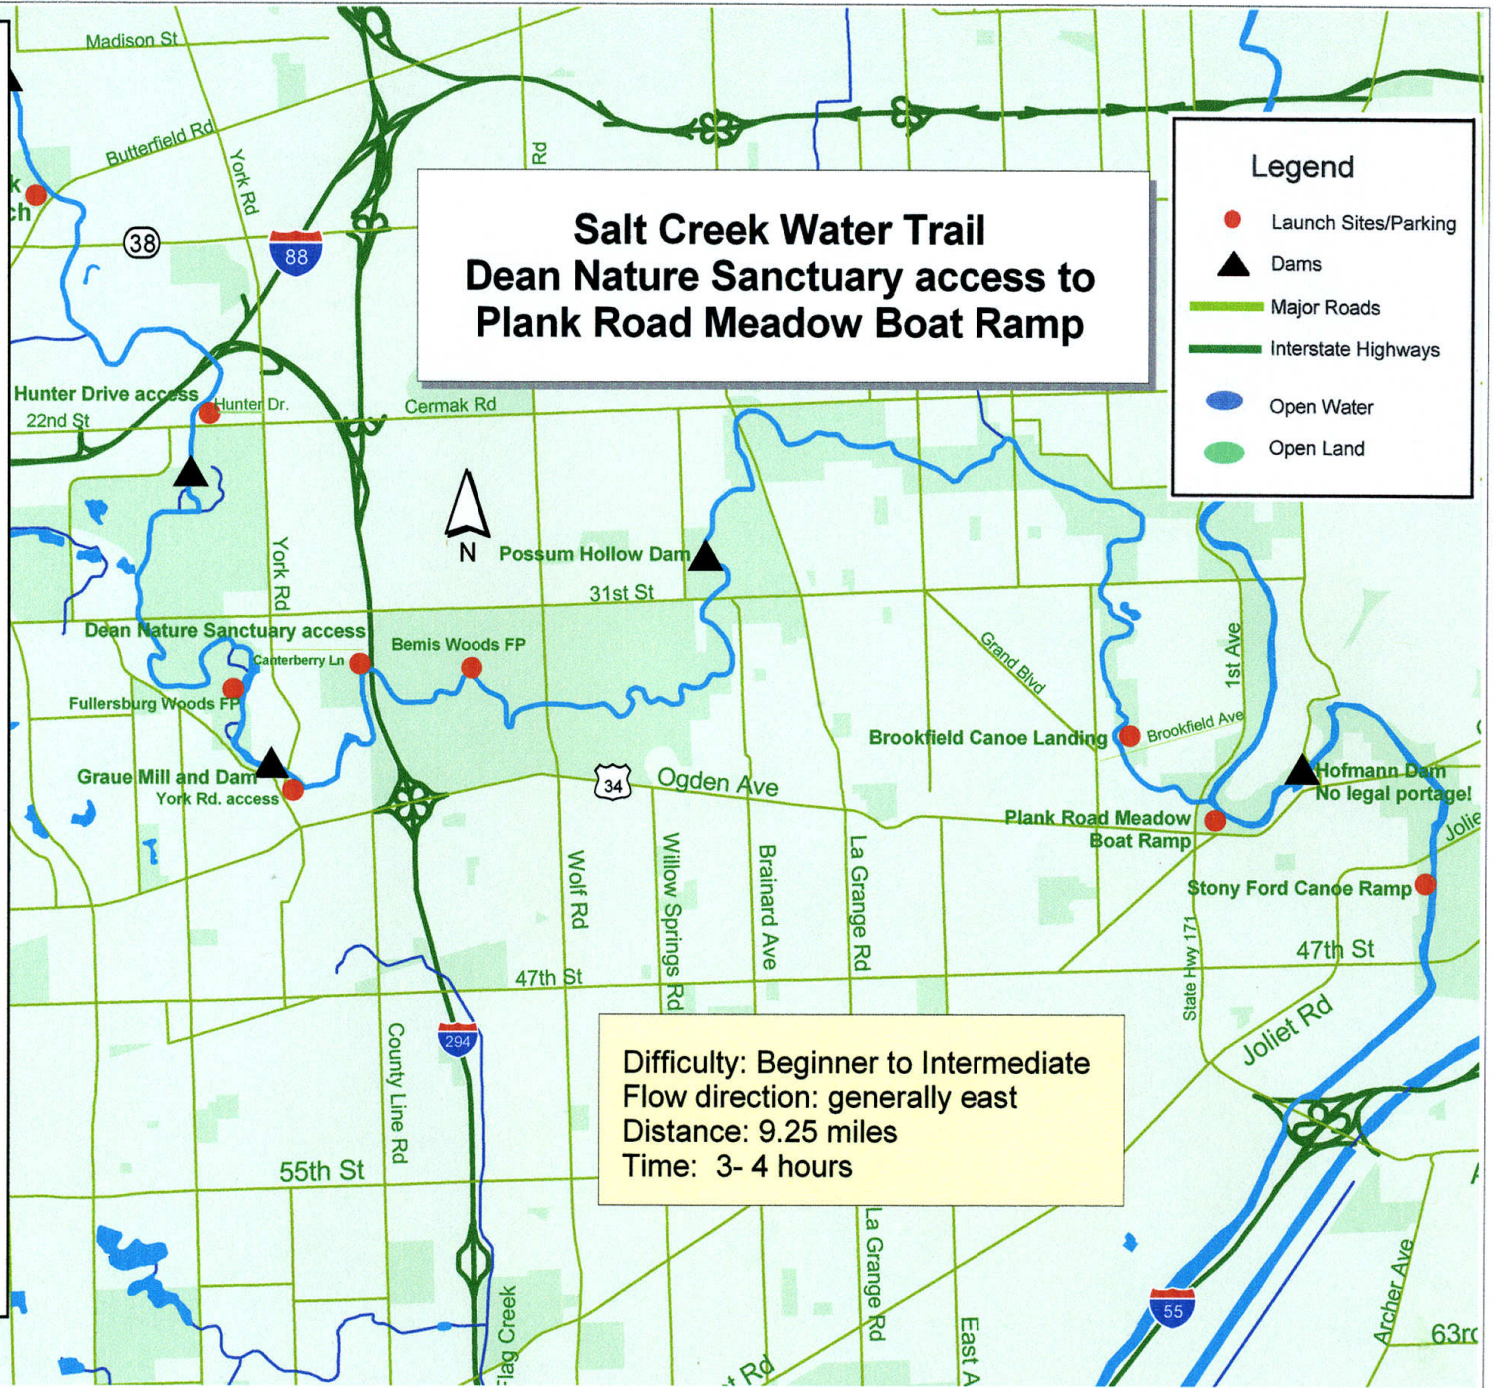 Madison St
Butterfield Rd
York Rd
Rd
38
88
Salt Creek Water Trail
Dean Nature Sanctuary access to
Plank Road Meadow Boat Ramp
Legend
Launch Sites/Parking
Dams
Major Roads
Interstate Highways
Open Water
Open Land
Hunter Drive access
Hunter Dr.
22nd St
Cermak Rd
N
Possum Hollow Dam
31st St
York Rd
Dean Nature Sanctuary access
Canterberry Ln
Bemis Woods FP
Fullersburg Woods FP
Grand Blvd
1st Ave
Brookfield Canoe Landing
Brookfield Ave
Graue Mill and Dam
York Rd. access
34
Ogden Ave
Hofmann Dam
No legal portage!
Plank Road Meadow
Boat Ramp
Stony Ford Canoe Ramp
Wolf Rd
Willow Springs Rd
Brainard Ave
La Grange Rd
State Hwy 171
47th St
47th St
Joliet Rd
294
County Line Rd
Difficulty: Beginner to Intermediate
Flow direction: generally east
Distance: 9.25 miles
Time: 3- 4 hours
55th St
La Grange Rd
Flag Creek
East A
t Rd
55
Archer Ave
63rd